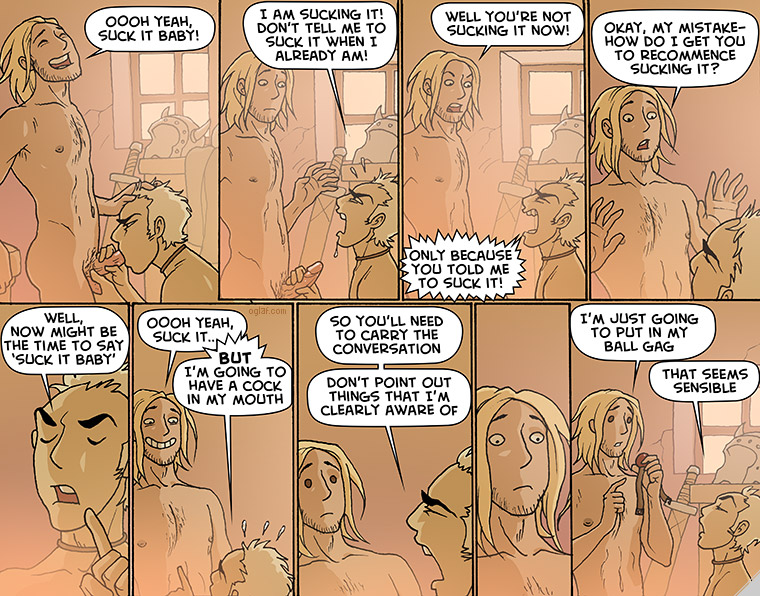 OOOH YEAH,
SUCK IT BABY!
I AM SUCKING IT!
DON'T TELL ME TO
SUCK IT WHEN I
ALREADY AM!
WELL YOU'RE NOT
SUCKING IT NOW!
ONLY BECAUSE
YOU TOLD ME
TO SUCK IT!
OKAY, MY MISTAKE-
HOW DO I GET YOU
TO RECOMMENCE
SUCKING IT?
WELL,
NOW MIGHT BE
THE TIME TO SAY
'SUCK IT BABY'
oglaf.com
OOOH YEAH,
SUCK IT...
BUT
I'M GOING TO
HAVE A COCK
IN MY MOUTH
SO YOU'LL NEED
TO CARRY THE
CONVERSATION
DON'T POINT OUT
THINGS THAT I'M
CLEARLY AWARE OF
I'M JUST GOING
TO PUT IN MY
BALL GAG
THAT SEEMS
SENSIBLE